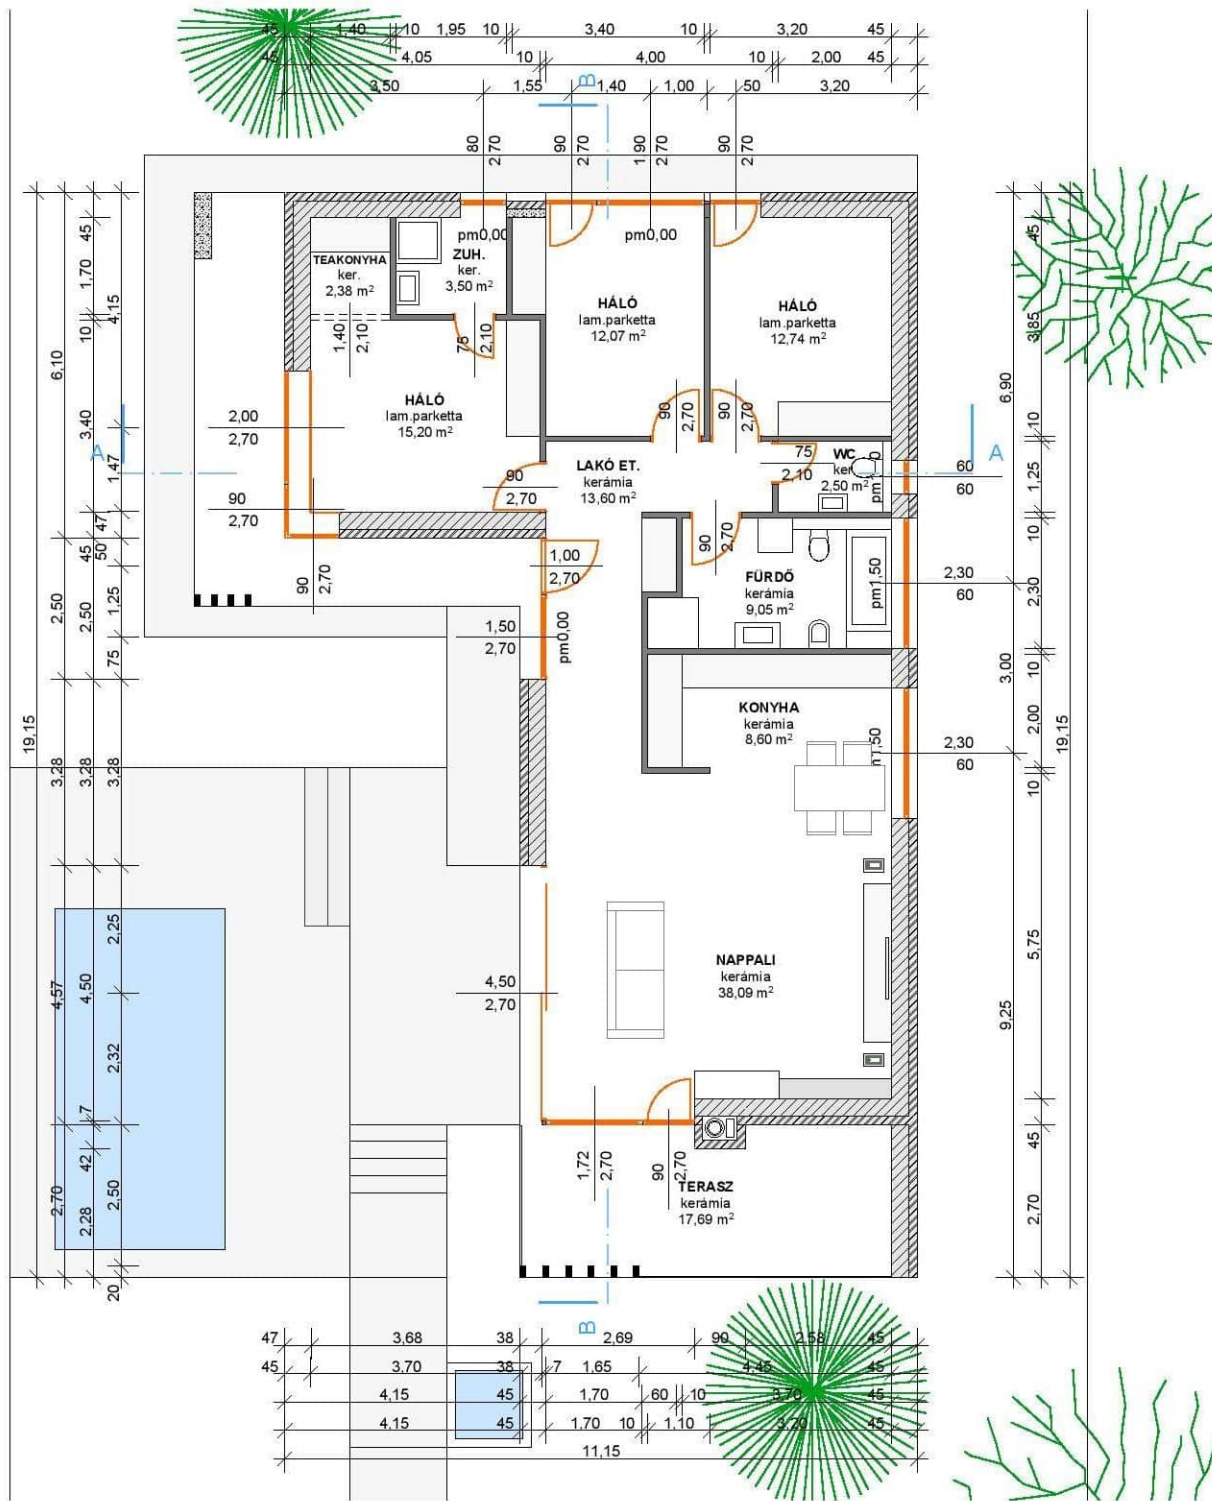 45 1,40 10 1,95 10 3,40 10 3,20 45
45 4,05 10 4,00 10 2,00 45
3,50 1,55 1,40 1,00 50 3,20
B
80 2,70
90 2,70
1,90 2,70
90 2,70
pm0,00
pm0,00
TEAKONYHA
ker.
2,38 m²
ZUH.
ker.
3,50 m²
HÁLÓ
lam.parketta
12,07 m²
HÁLÓ
lam.parketta
12,74 m²
1,40 2,10
75 2,10
HÁLÓ
lam.parketta
15,20 m²
2,00
2,70
90
2,70
90 2,70
90 2,70
90 2,70
A
A
LAKÓ ET.
kerámia
13,60 m²
90
2,70
75
2,10
WC
ker.
2,50 m²
60
60
90 2,70
1,00
2,70
1,50
2,70
pm0,00
FÜRDŐ
kerámia
9,05 m²
pm1,50
2,30
60
KONYHA
kerámia
8,60 m²
2,30
60
NAPPALI
kerámia
38,09 m²
4,50
2,70
1,72 2,70
90 2,70
TERASZ
kerámia
17,69 m²
B
19,15
6,10 2,50 3,28 4,57 2,70
45 1,70 10 3,40 47 45 2,50 3,28 4,50 7 42 2,28
4,15 1,47 50 1,25 75 3,28 2,25 2,32 2,50 20
6,90 3,00 9,25
45 3,85 10 1,25 10 2,30 10 2,00 10 5,75 45 2,70
19,15
47 3,68 38 2,69 90 2,58 45
45 3,70 38 7 1,65 4,45 45
4,15 45 1,70 60 10 3,70 45
4,15 45 1,70 10 1,10 3,20 45
11,15